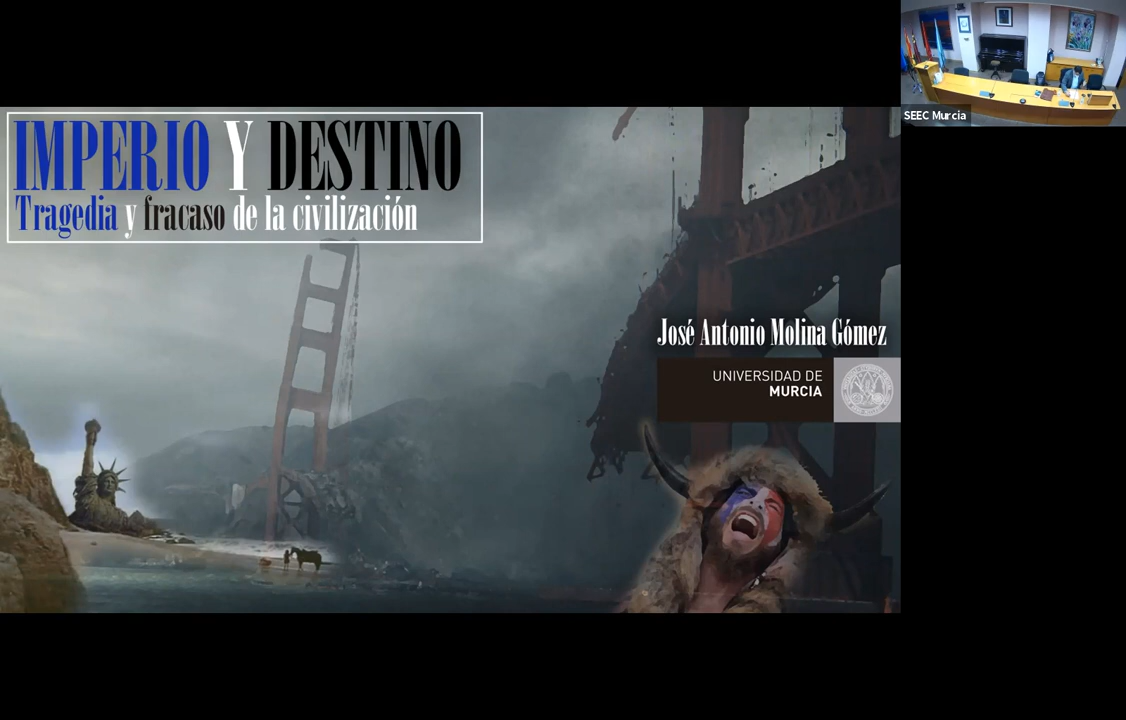 IMPERIO Y DESTINO
Tragedia y fracaso de la civilización
José Antonio Molina Gómez
UNIVERSIDAD DE
MURCIA
SEEC Murcia